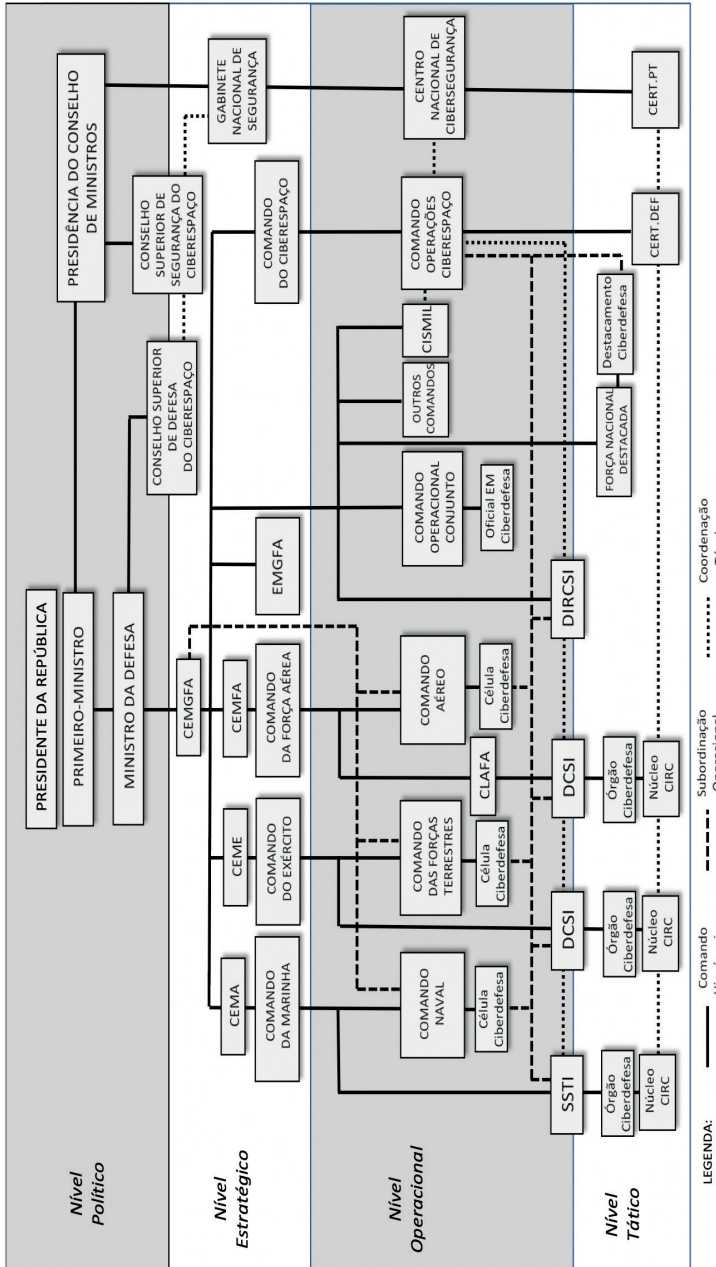 Nível
Político
PRESIDENTE DA REPÚBLICA
PRIMEIRO-MINISTRO
MINISTRO DA DEFESA
PRESIDÊNCIA DO CONSELHO
DE MINISTROS
CONSELHO SUPERIOR
DE DEFESA
DO CIBERESPAÇO
CONSELHO
SUPERIOR DE
SEGURANÇA DO
CIBERESPAÇO
Nível
Estratégico
CEMGFA
CEMA
CEME
CEMFA
COMANDO
DA MARINHA
COMANDO
DO EXÉRCITO
COMANDO
DA FORÇA AÉREA
EMGFA
COMANDO
DO CIBERESPAÇO
GABINETE
NACIONAL DE
SEGURANÇA
Nível
Operacional
COMANDO
NAVAL
Célula
Ciberdefesa
COMANDO
DAS FORÇAS
TERRESTRES
Célula
Ciberdefesa
CLAFA
COMANDO
AÉREO
Célula
Ciberdefesa
COMANDO
OPERACIONAL
CONJUNTO
Oficial EM
Ciberdefesa
OUTROS
COMANDOS
CISMIL
COMANDO
OPERAÇÕES
CIBERESPAÇO
CENTRO
NACIONAL DE
CIBERSEGURANÇA
SSTI
DCSI
DCSI
DIRCSI
Nível
Tático
Órgão
Ciberdefesa
Núcleo
CIRC
Órgão
Ciberdefesa
Núcleo
CIRC
Órgão
Ciberdefesa
Núcleo
CIRC
FORÇA NACIONAL
DESTACADA
Destacamento
Ciberdefesa
CERT.DEF
CERT.PT
LEGENDA:
Comando
Subordinação
Coordenação